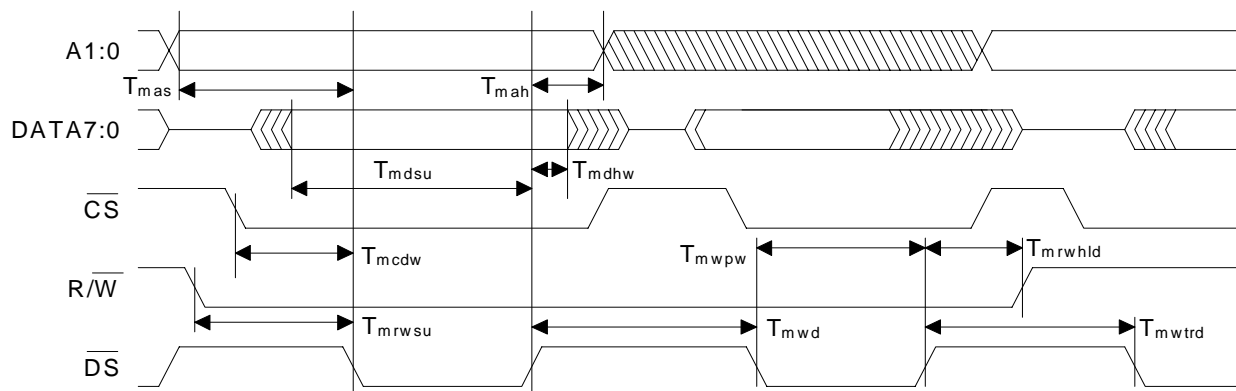 A1:0
Tmas
Tmah
DATA7:0
Tmdsu
Tmdhw
CS
Tmcdw
Tmwpw
Tmrwhld
R/W
Tmrwsu
Tmwd
Tmwtrd
DS